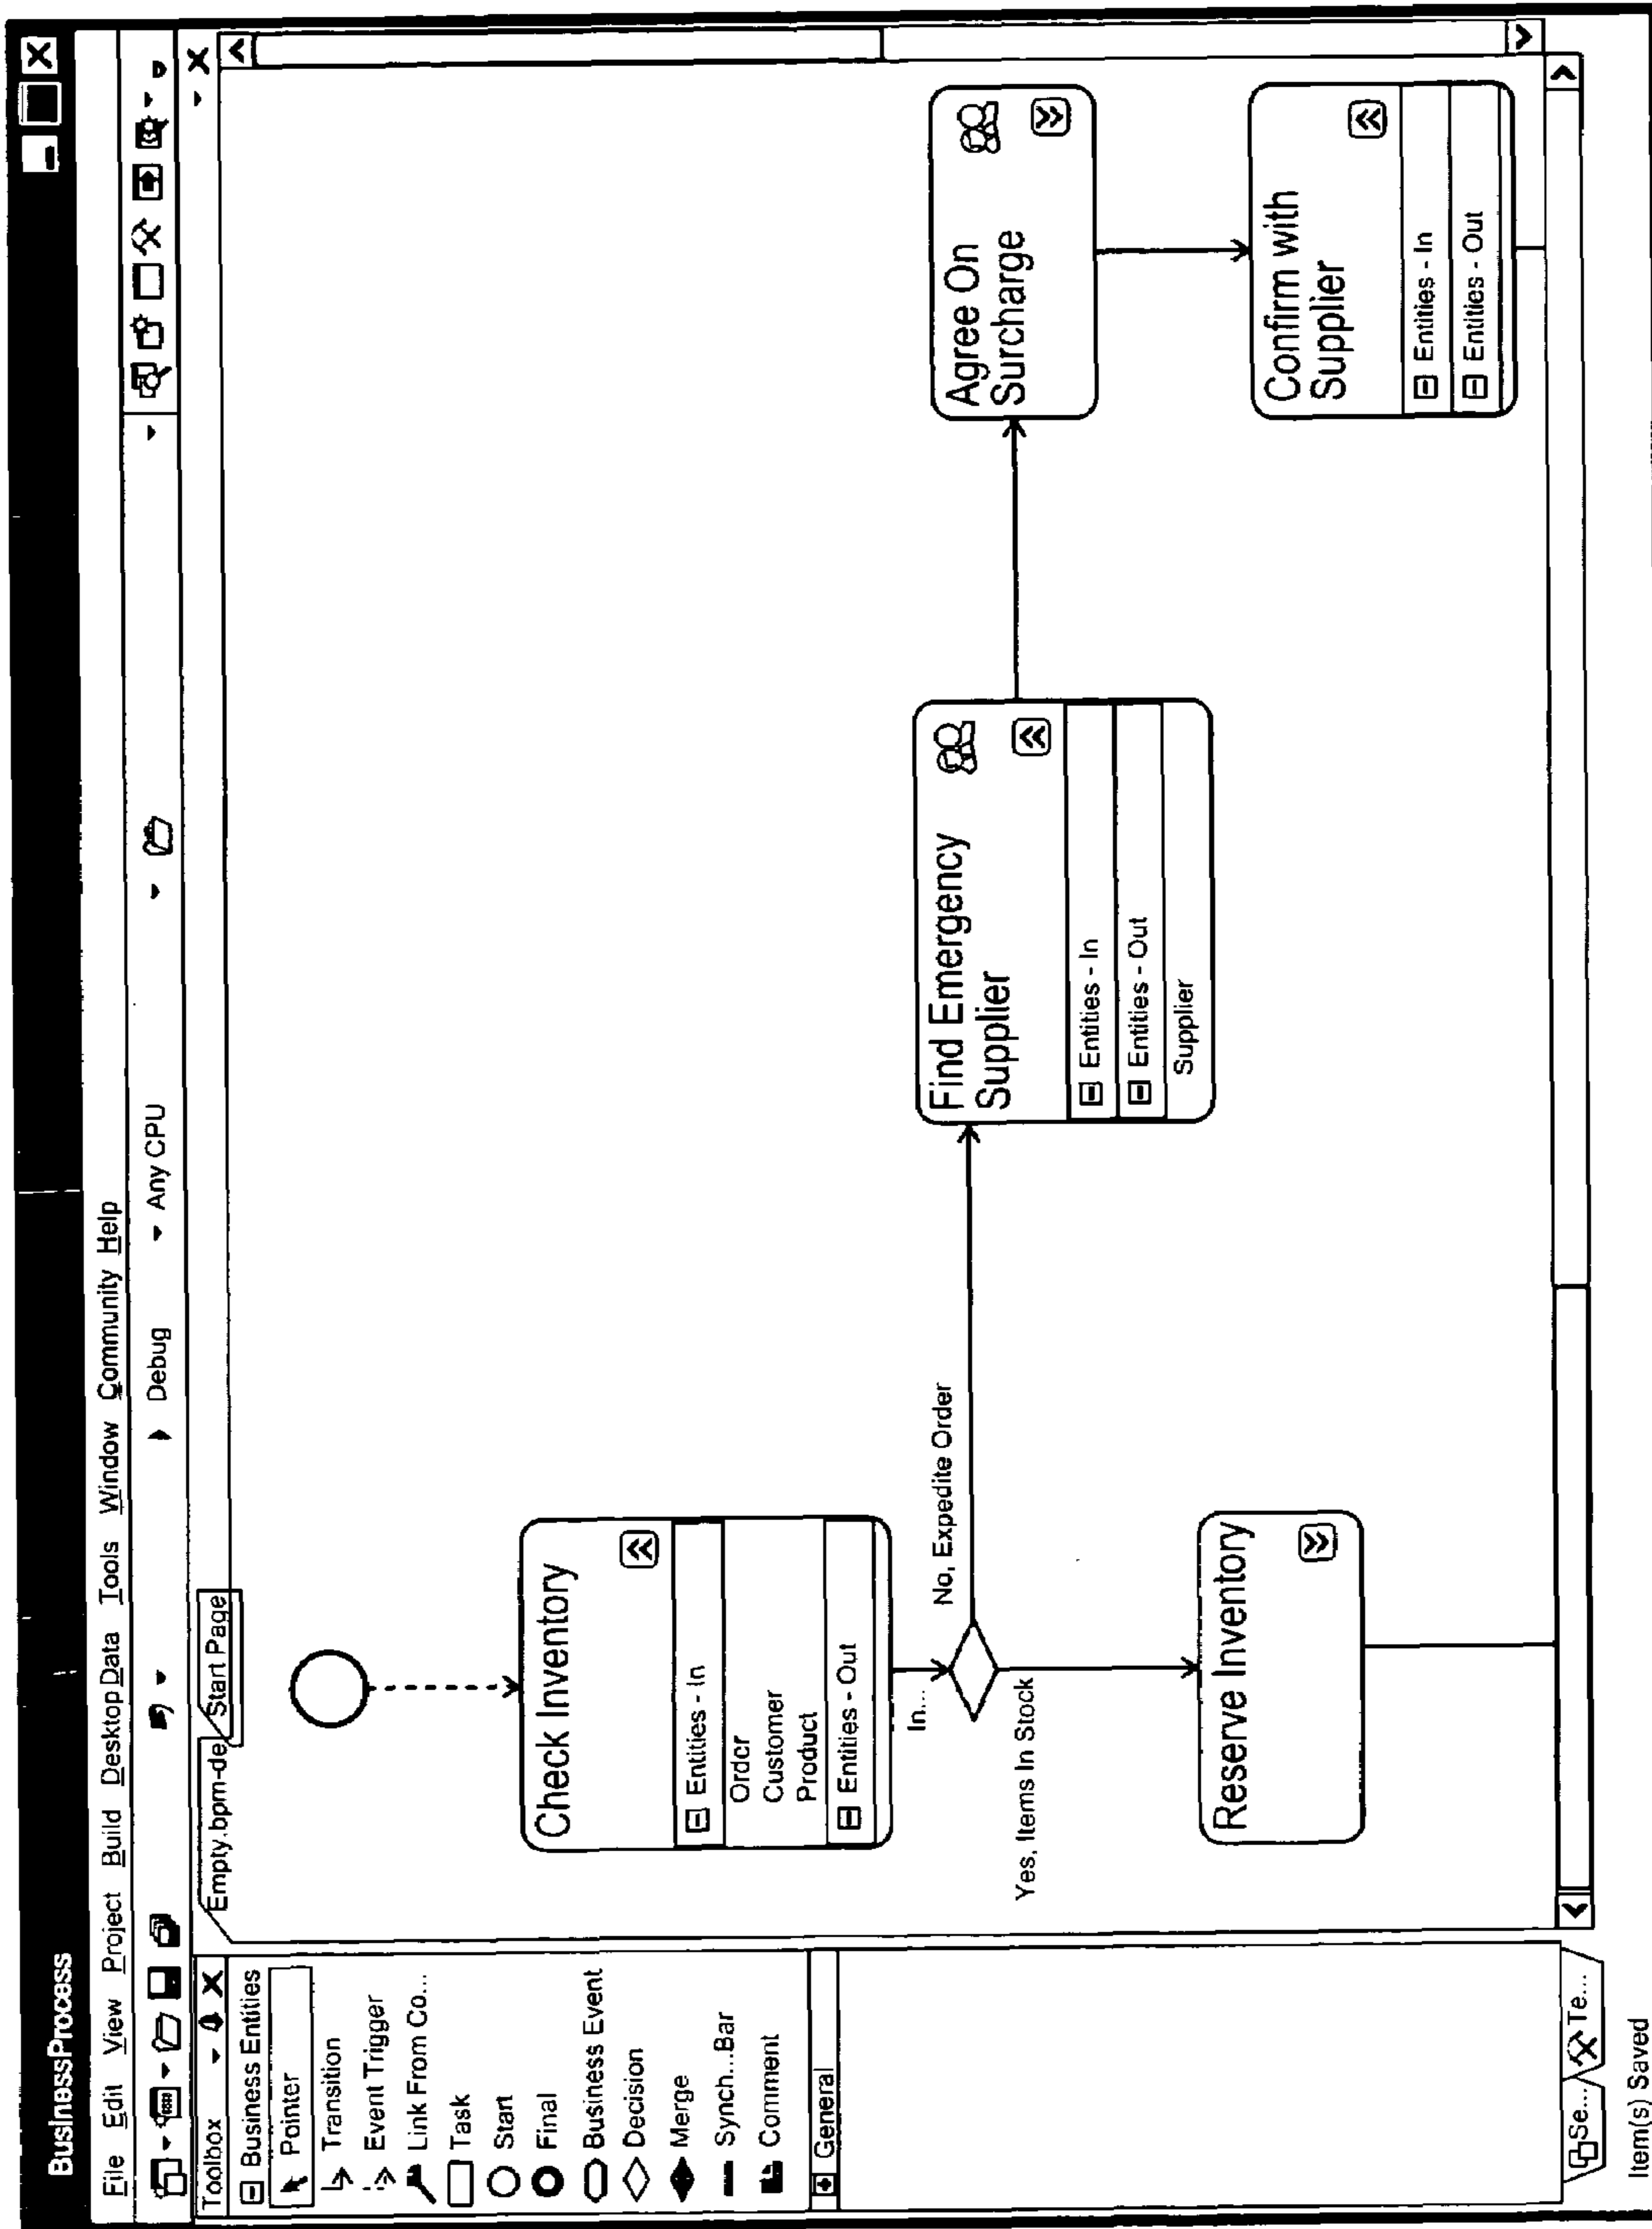 BusinessProcess
File Edit View Project Build Desktop Data Tools Window Community Help
Debug Any CPU
Toolbox
Business Entities
Pointer
Transition
Event Trigger
Link From Co...
Task
Start
Final
Business Event
Decision
Merge
Synch...Bar
Comment
General
Se... Te...
Item(s) Saved
Empty.bpm-de Start Page
Check Inventory
Entities - In
Order
Customer
Product
Entities - Out
In...
No, Expedite Order
Yes, Items In Stock
Reserve Inventory
Find Emergency
Supplier
Entities - In
Entities - Out
Supplier
Agree On
Surcharge
Confirm with
Supplier
Entities - In
Entities - Out